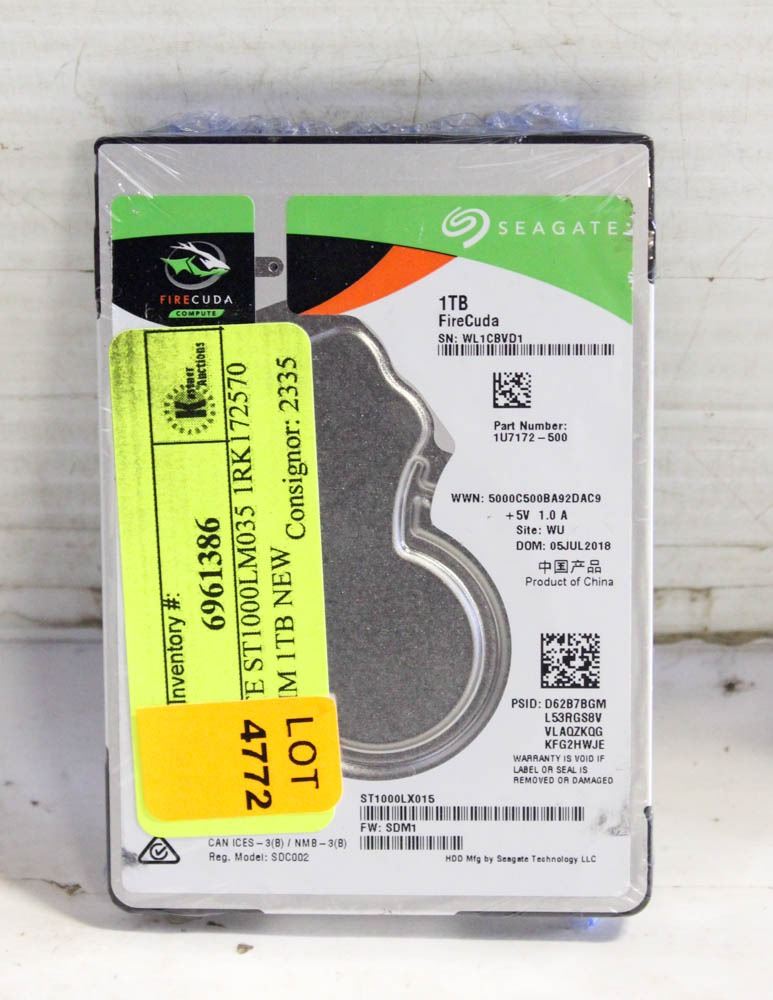 SEAGATE
FIRECUDA
COMPUTE
1TB
FireCuda
SN: WL1CBVD1
Part Number:
1U7172-500
WWN: 5000C500BA92DAC9
+5V 1.0 A
Site: WU
DOM: 05JUL2018
中国产品
Product of China
PSID: D62B7BGM
L53RGS8V
VLAQZKQG
KFG2HWJE
WARRANTY IS VOID IF
LABEL OR SEAL IS
REMOVED OR DAMAGED
Kastner
Auctions
Inventory #:
6961386
TE ST1000LM035 1RK172570
1TB NEW
Consignor: 2335
LOT
4772
ST1000LX015
FW: SDM1
CAN ICES-3(B) / NMB-3(B)
Reg. Model: SDC002
HDD Mfg by Seagate Technology LLC